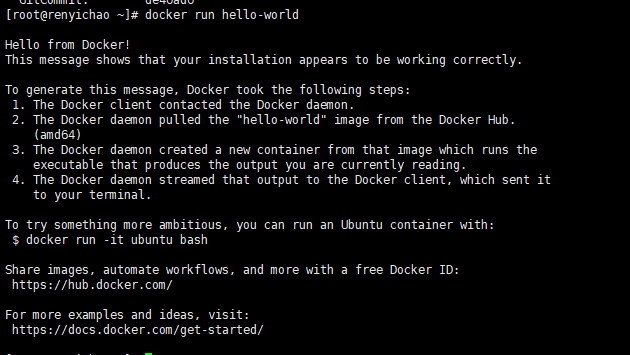 [root@renyichao ~]# docker run hello-world
Hello from Docker!
This message shows that your installation appears to be working correctly.
To generate this message, Docker took the following steps:
1. The Docker client contacted the Docker daemon.
2. The Docker daemon pulled the "hello-world" image from the Docker Hub.
(amd64)
3. The Docker daemon created a new container from that image which runs the
executable that produces the output you are currently reading.
4. The Docker daemon streamed that output to the Docker client, which sent it
to your terminal.
To try something more ambitious, you can run an Ubuntu container with:
$ docker run -it ubuntu bash
Share images, automate workflows, and more with a free Docker ID:
https://hub.docker.com/
For more examples and ideas, visit:
https://docs.docker.com/get-started/